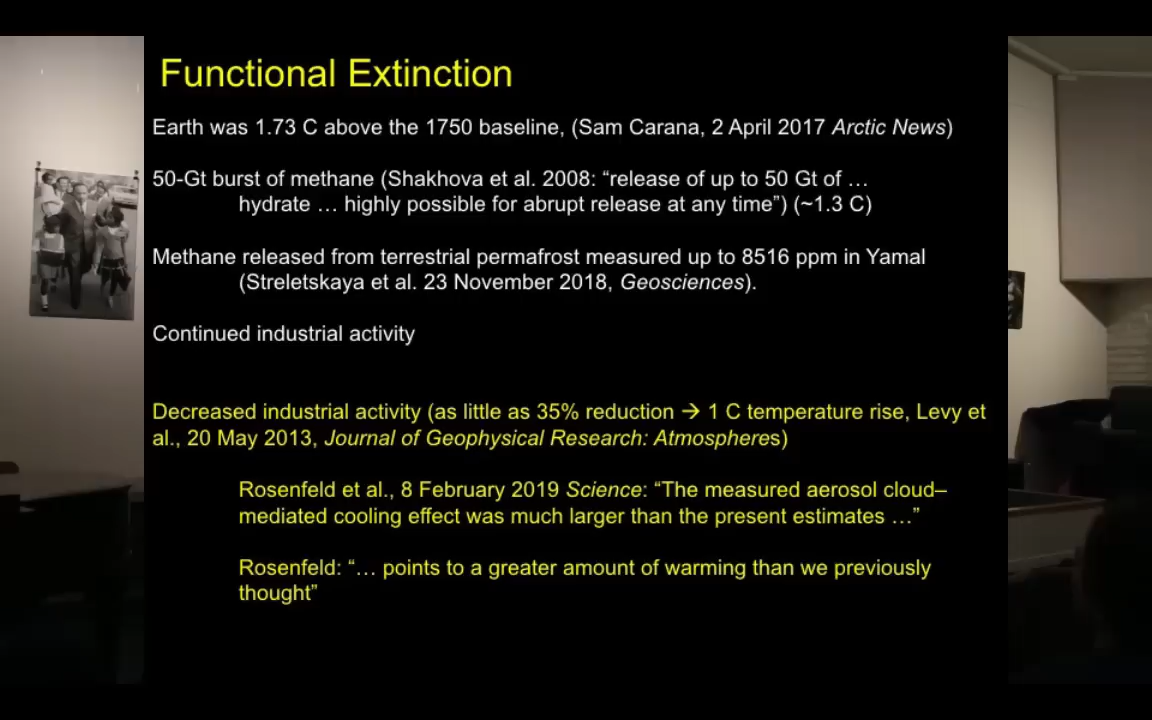 Functional Extinction
Earth was 1.73 C above the 1750 baseline, (Sam Carana, 2 April 2017 Arctic News)
50-Gt burst of methane (Shakhova et al. 2008: “release of up to 50 Gt of …
hydrate … highly possible for abrupt release at any time”) (~1.3 C)
Methane released from terrestrial permafrost measured up to 8516 ppm in Yamal
(Streletskaya et al. 23 November 2018, Geosciences).
Continued industrial activity
Decreased industrial activity (as little as 35% reduction → 1 C temperature rise, Levy et
al., 20 May 2013, Journal of Geophysical Research: Atmospheres)
Rosenfeld et al., 8 February 2019 Science: “The measured aerosol cloud–
mediated cooling effect was much larger than the present estimates …”
Rosenfeld: “… points to a greater amount of warming than we previously
thought”